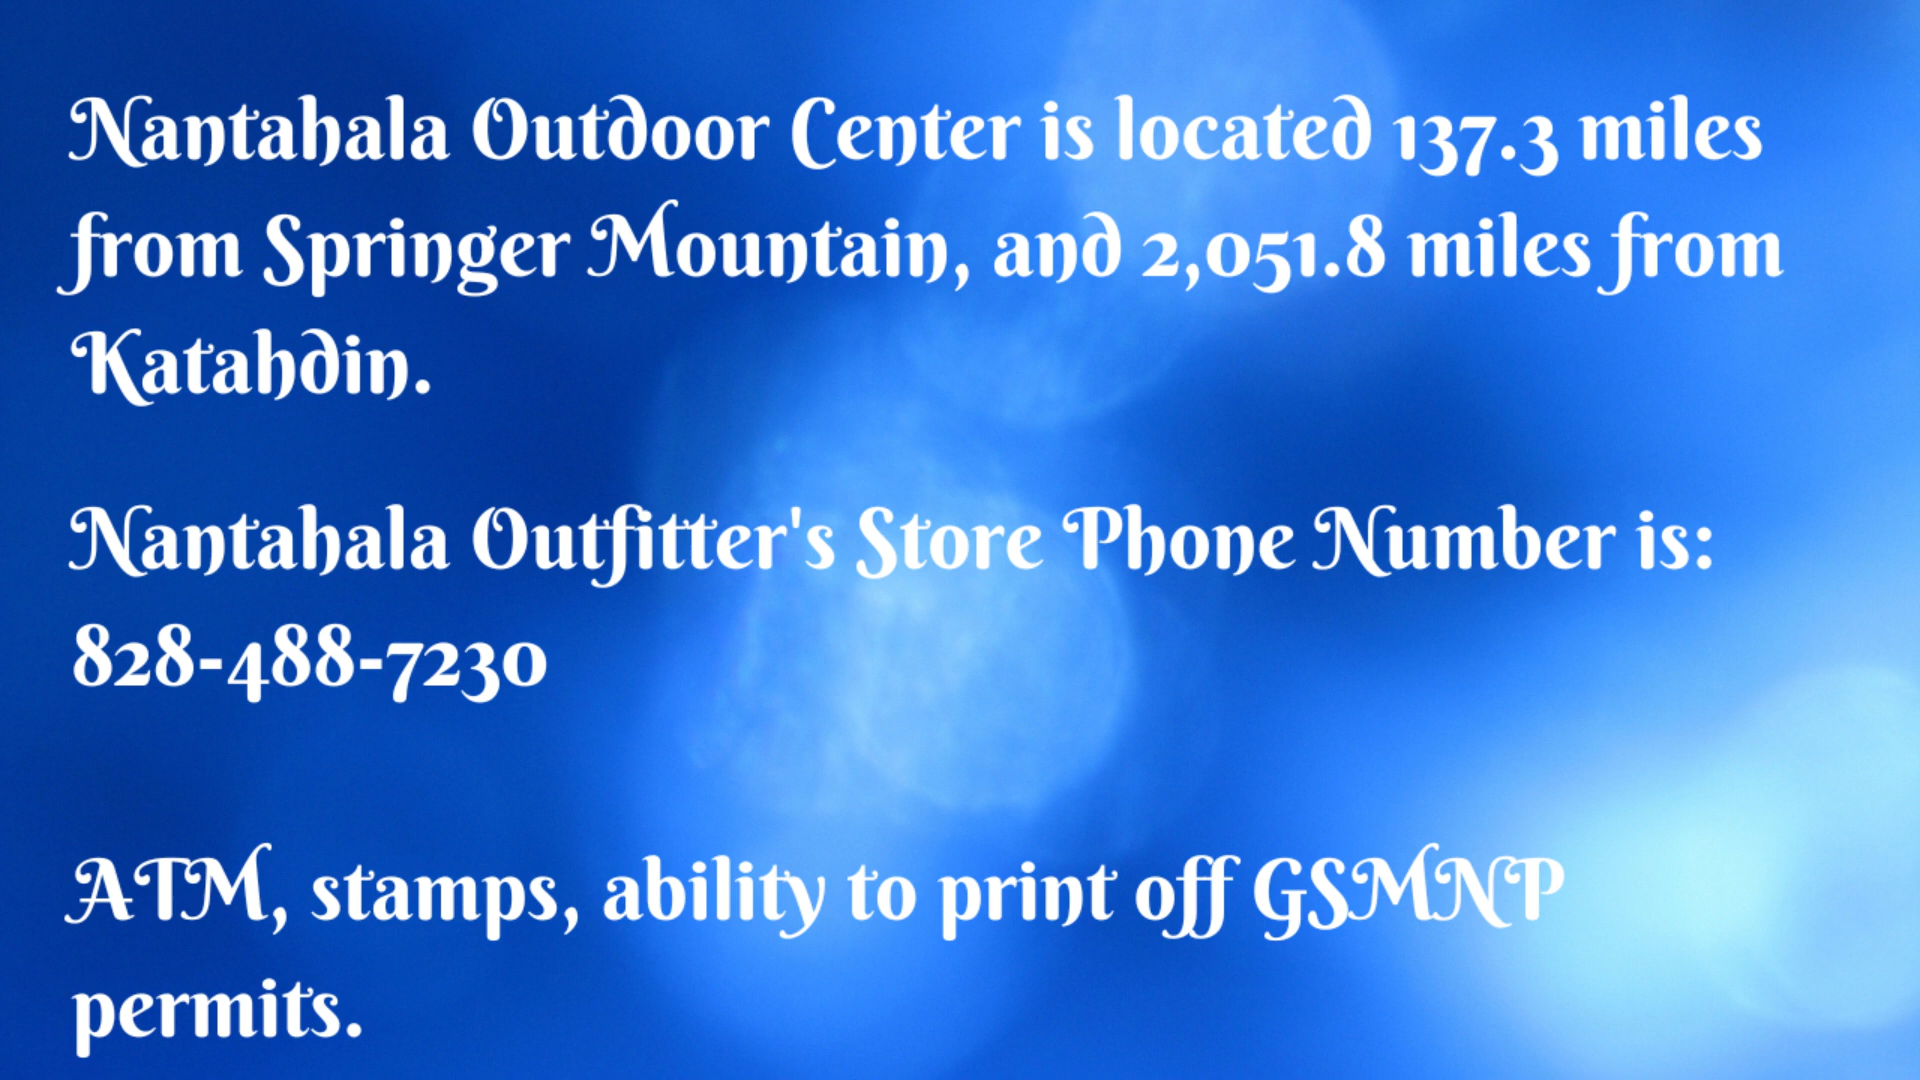 Nantahala Outdoor Center is located 137.3 miles
from Springer Mountain, and 2,051.8 miles from
Katahdin.
Nantahala Outfitter's Store Phone Number is:
828-488-7230
ATM, stamps, ability to print off GSMNP
permits.